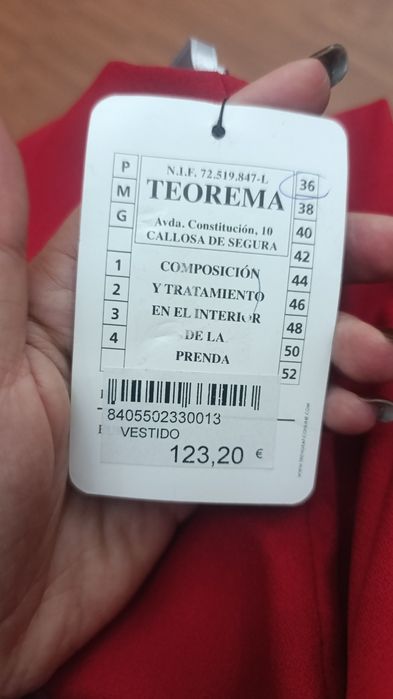 N.I.F. 72.519.847-L
TEOREMA
Avda. Constitución, 10
CALLOSA DE SEGURA
P
M
G
1
2
3
4
36
38
40
42
44
46
48
50
52
COMPOSICIÓN
Y TRATAMIENTO
EN EL INTERIOR
DE LA
PRENDA
8405502330013
VESTIDO
123,20 €